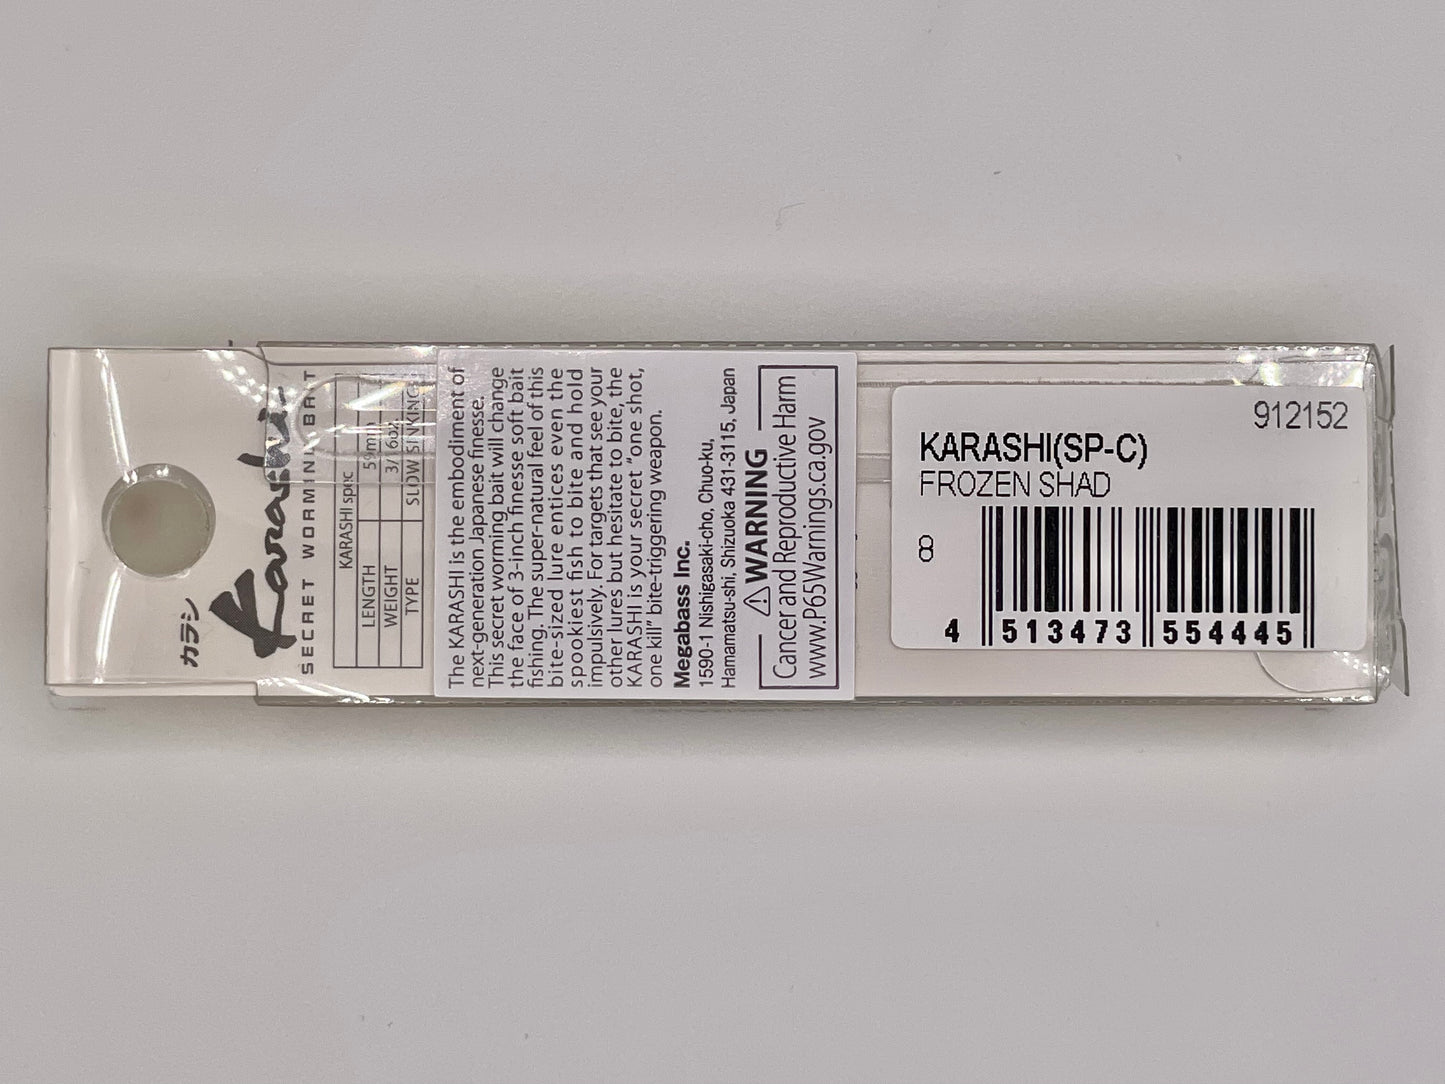 カラシ
Karashi
SECRET WORMINI BAIT
KARASHI spec
LENGTH 59mm
WEIGHT 3/16oz
TYPE SLOW SINKING
The KARASHI is the embodiment of
next-generation Japanese finesse.
This secret worming bait will change
the face of 3-inch finesse soft bait
fishing. The super-natural feel of this
bite-sized lure entices even the
spookiest fish to bite and hold
impulsively. For targets that see your
other lures but hesitate to bite, the
KARASHI is your secret "one shot,
one kill" bite-triggering weapon.
Megabass Inc.
1590-1 Nishigasaki-cho, Chuo-ku,
Hamamatsu-shi, Shizuoka 431-3115, Japan
⚠WARNING
Cancer and Reproductive Harm
www.P65Warnings.ca.gov
912152
KARASHI(SP-C)
FROZEN SHAD
8
4 513473 554445